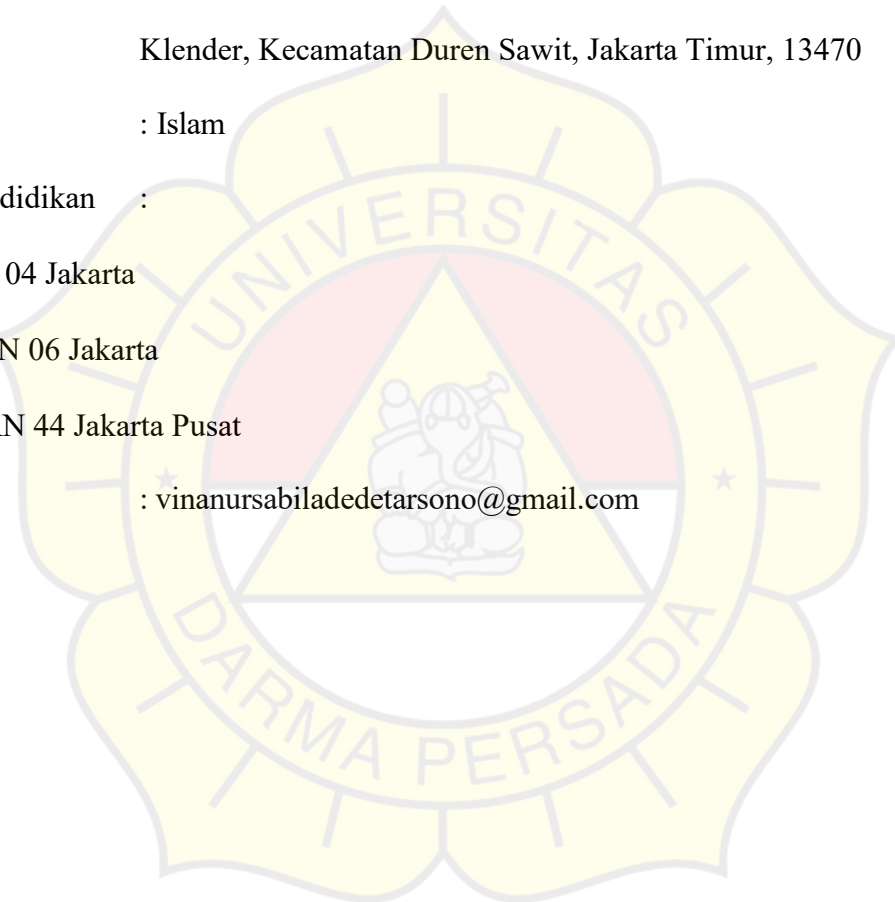 Klender, Kecamatan Duren Sawit, Jakarta Timur, 13470
: Islam
didikan :
04 Jakarta
N 06 Jakarta
N 44 Jakarta Pusat
: vinanursabiladedetarsono@gmail.com
UNIVERSITAS
DARMA PERSADA